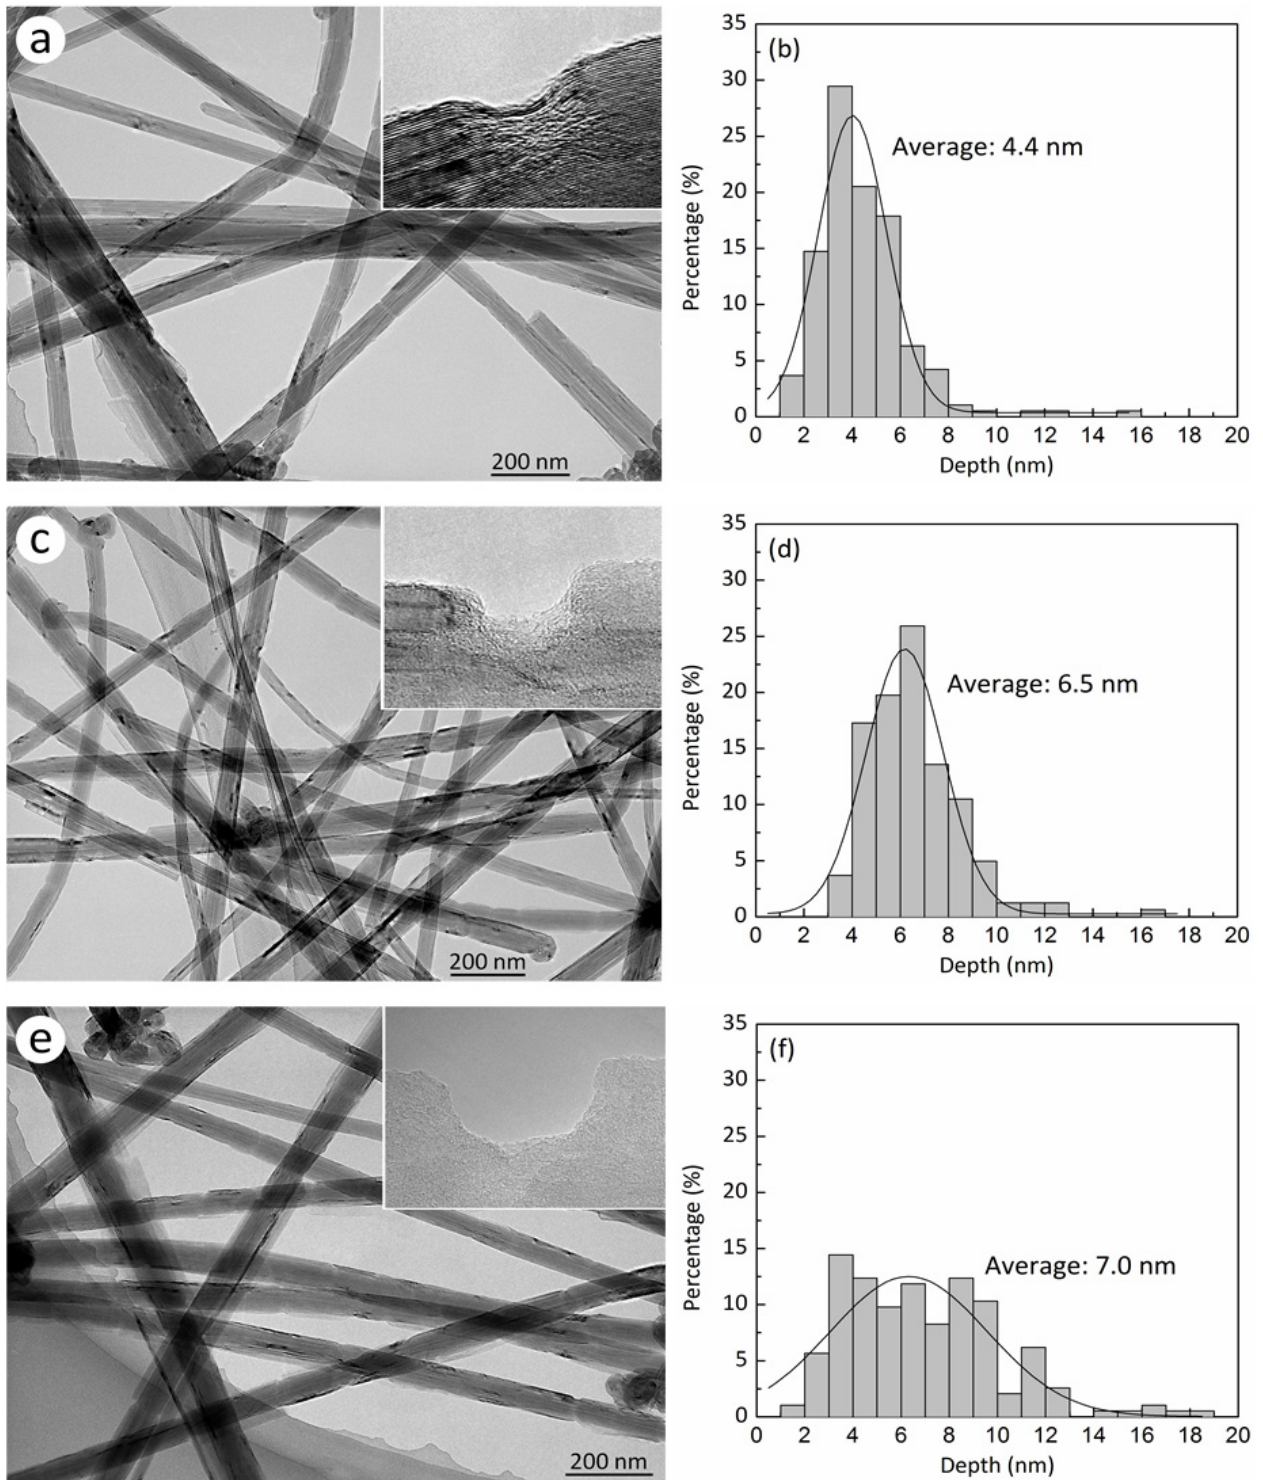 a
200 nm
(b)
Average: 4.4 nm
Percentage (%)
35
30
25
20
15
10
5
0
0 2 4 6 8 10 12 14 16 18 20
Depth (nm)
c
200 nm
(d)
Average: 6.5 nm
Percentage (%)
35
30
25
20
15
10
5
0
0 2 4 6 8 10 12 14 16 18 20
Depth (nm)
e
200 nm
(f)
Average: 7.0 nm
Percentage (%)
35
30
25
20
15
10
5
0
0 2 4 6 8 10 12 14 16 18 20
Depth (nm)